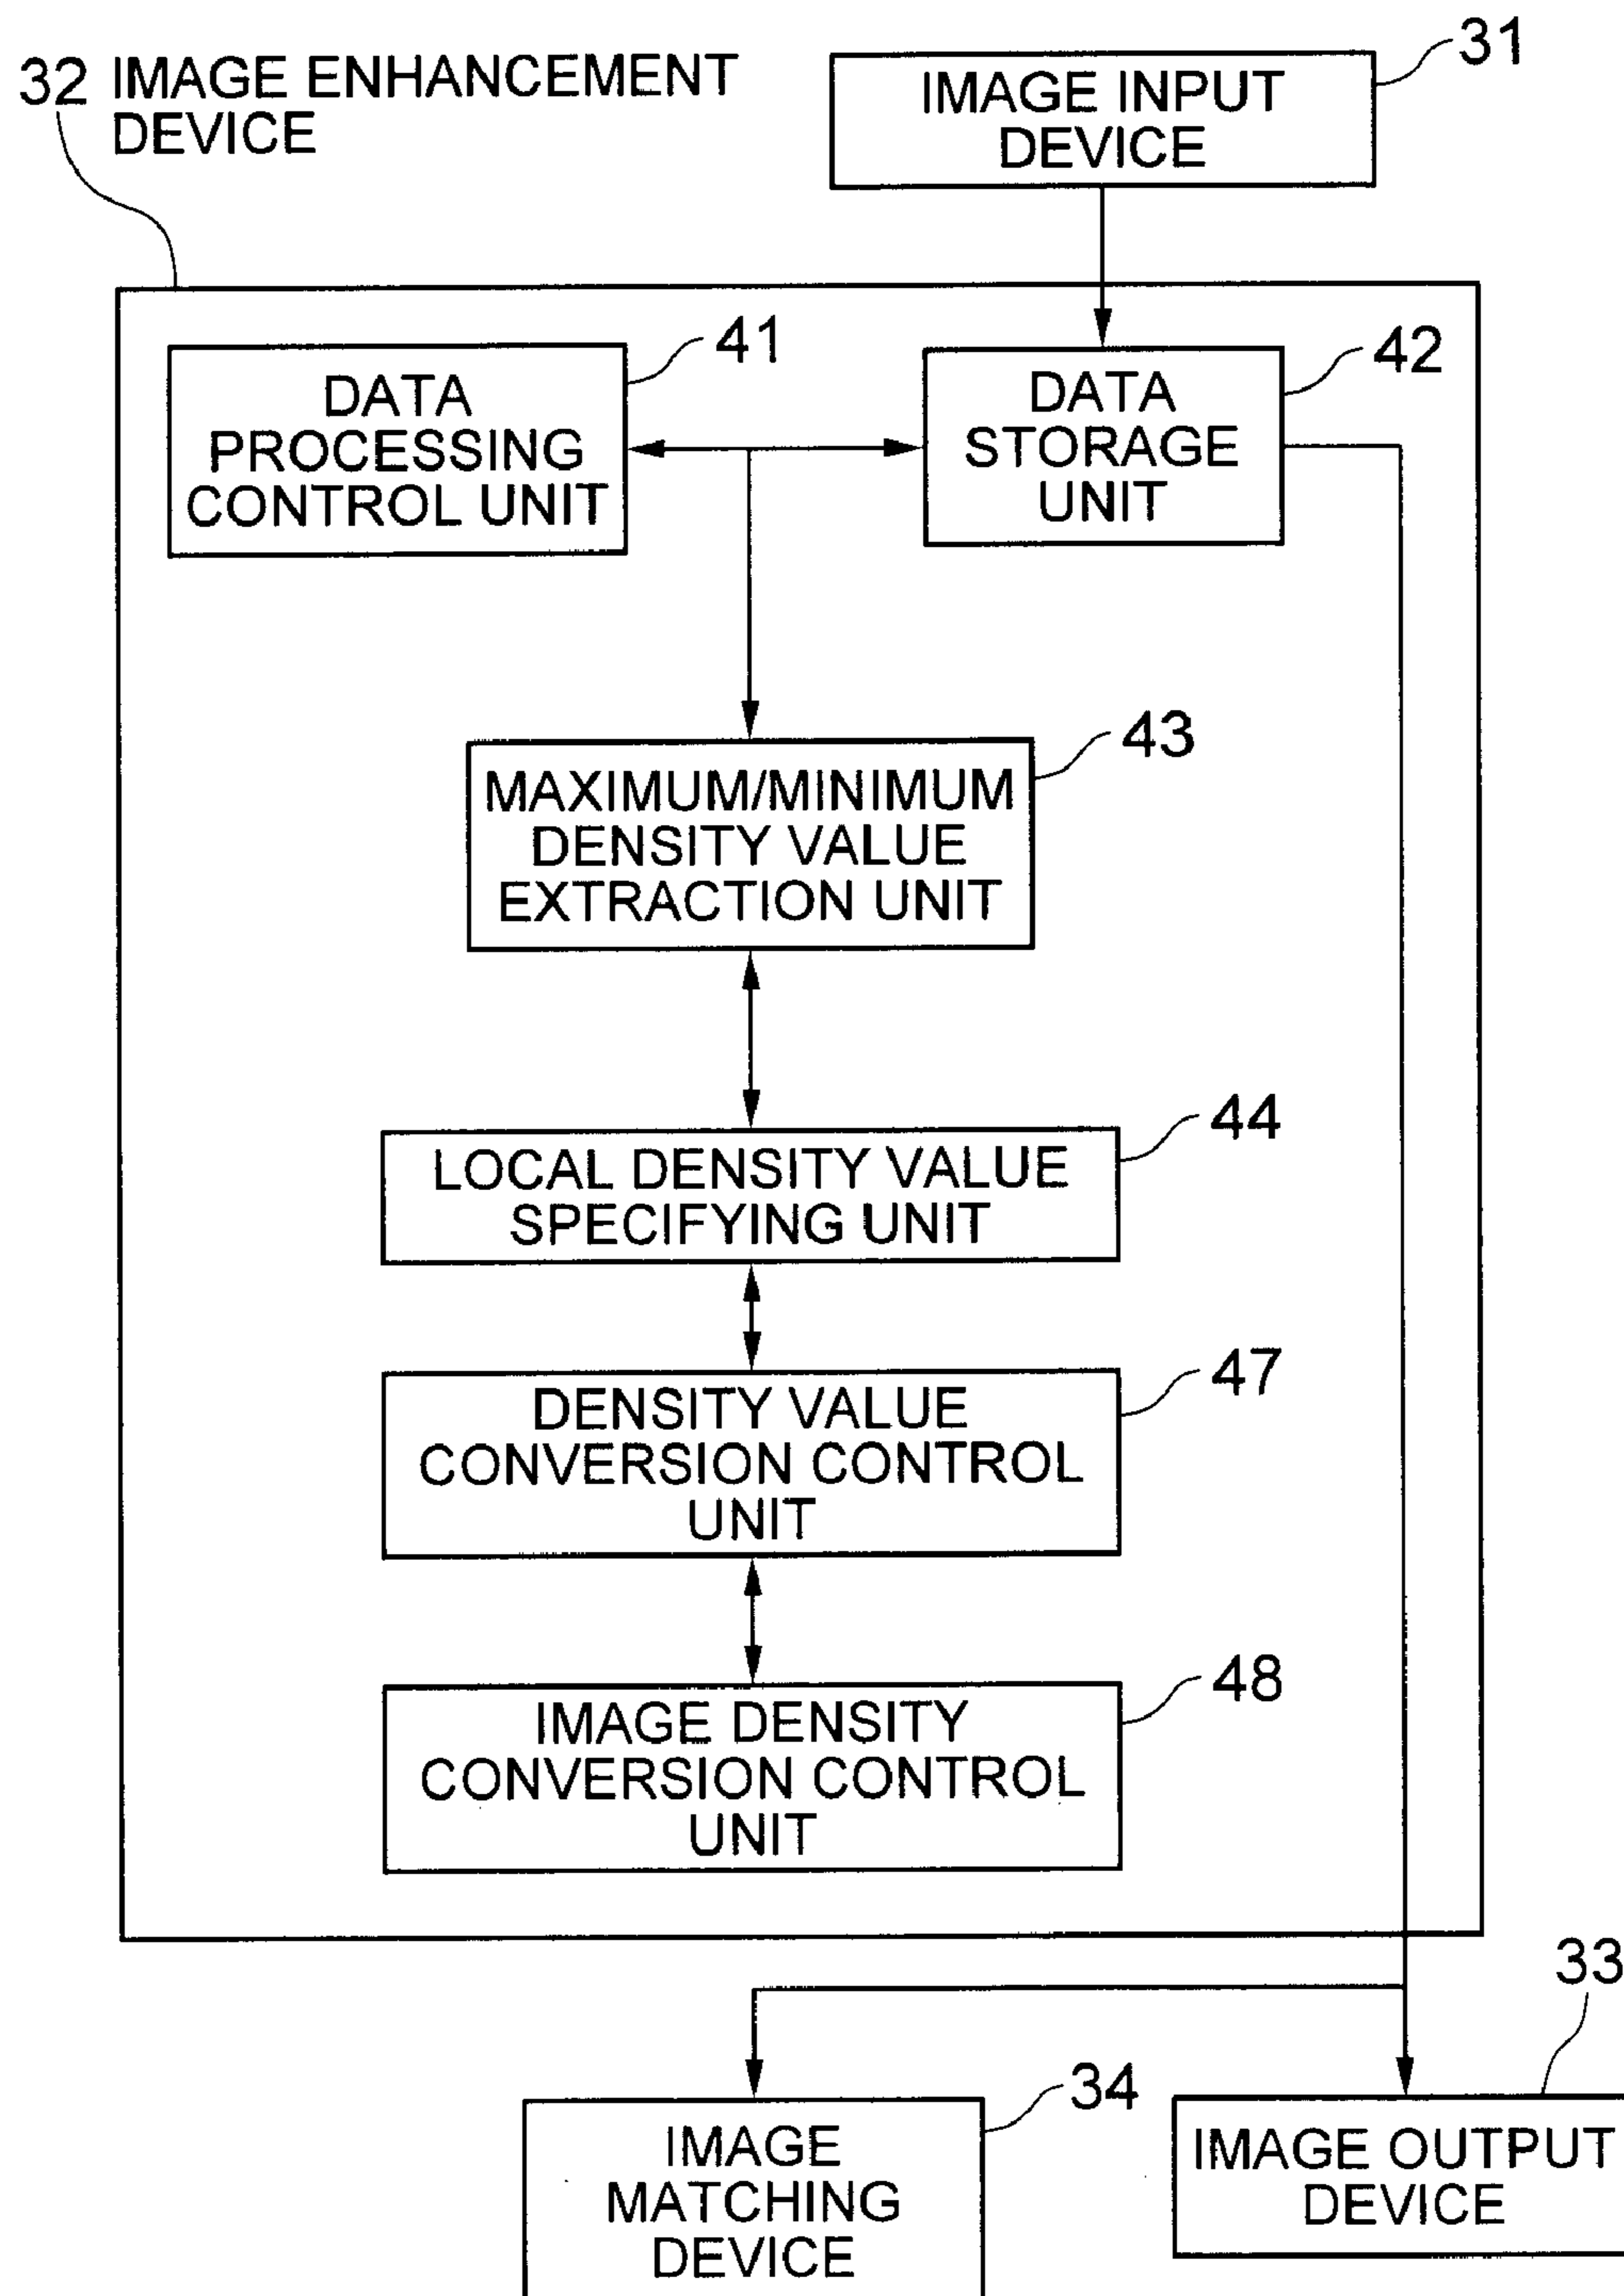 32 IMAGE ENHANCEMENT
DEVICE
31
IMAGE INPUT
DEVICE
41
DATA
PROCESSING
CONTROL UNIT
42
DATA
STORAGE
UNIT
43
MAXIMUM/MINIMUM
DENSITY VALUE
EXTRACTION UNIT
44
LOCAL DENSITY VALUE
SPECIFYING UNIT
47
DENSITY VALUE
CONVERSION CONTROL
UNIT
48
IMAGE DENSITY
CONVERSION CONTROL
UNIT
34
IMAGE
MATCHING
DEVICE
33
IMAGE OUTPUT
DEVICE